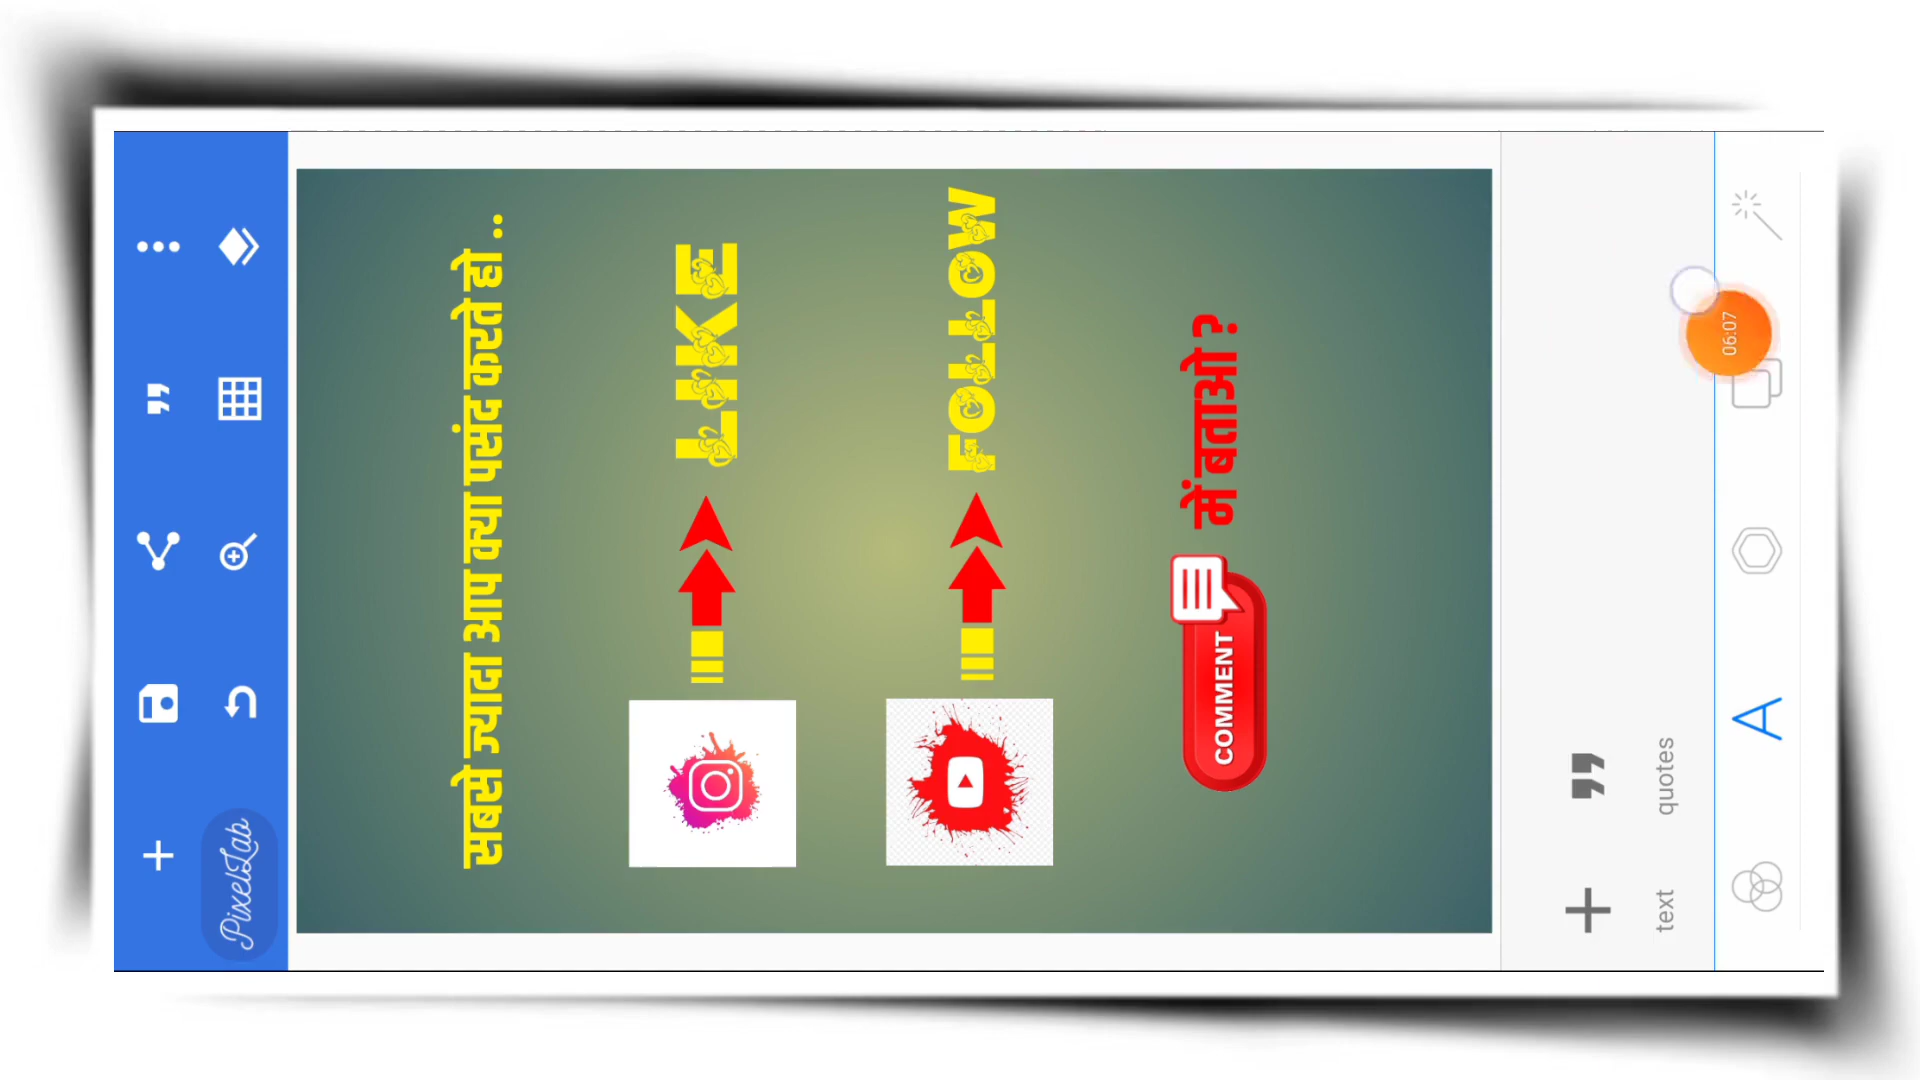 PixelLab
सबसे ज्यादा आप क्या पसंद करते हो ..
LIKE
FOLLOW
COMMENT में बताओ ?
text
quotes
06:07